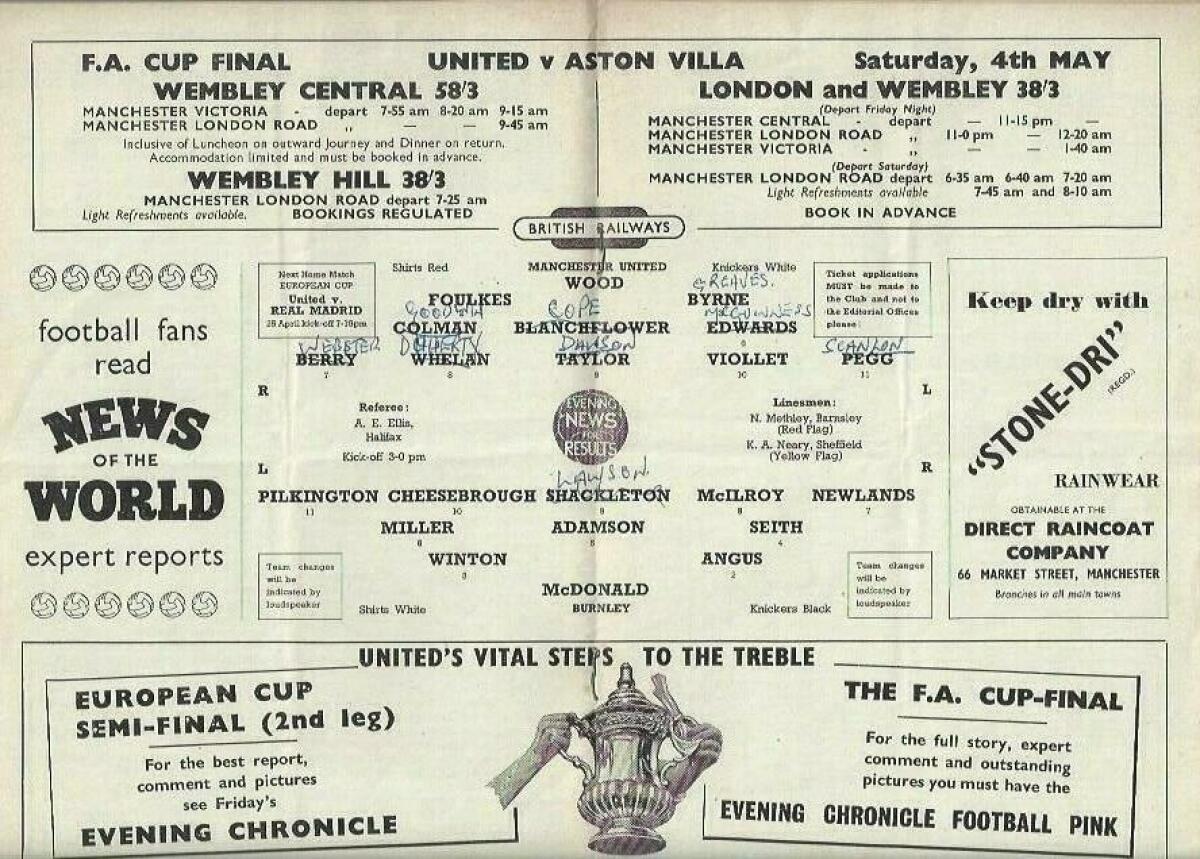 F.A. CUP FINAL UNITED v ASTON VILLA Saturday, 4th MAY
WEMBLEY CENTRAL 58/3
MANCHESTER VICTORIA - depart 7-55 am 8-20 am 9-15 am
MANCHESTER LONDON ROAD „ — — 9-45 am
Inclusive of Luncheon on outward Journey and Dinner on return.
Accommodation limited and must be booked in advance.
WEMBLEY HILL 38/3
MANCHESTER LONDON ROAD depart 7-25 am
Light Refreshments available. BOOKINGS REGULATED
LONDON and WEMBLEY 38/3
(Depart Friday Night)
MANCHESTER CENTRAL - depart — 11-15 pm —
MANCHESTER LONDON ROAD „ 11-0 pm — 12-20 am
MANCHESTER VICTORIA - „ — — 1-40 am
(Depart Saturday)
MANCHESTER LONDON ROAD depart 6-35 am 6-40 am 7-20 am
Light Refreshments available 7-45 am and 8-10 am
BOOK IN ADVANCE
BRITISH RAILWAYS
football fans
read
NEWS
OF THE
WORLD
expert reports
Next Home Match
EUROPEAN CUP
United v.
REAL MADRID
25 April kick-off 7-15pm
Shirts Red MANCHESTER UNITED Knickers White
WOOD
GREAVES.
FOULKES BYRNE
GOODWIN COPE McGUINNESS
COLMAN BLANCHFLOWER EDWARDS
6
WEBSTER DOHERTY DAWSON SCANLON
BERRY WHELAN TAYLOR VIOLLET PEGG
7 8 9 10 11
Ticket applications
MUST be made to
the Club and not to
the Editorial Offices
please
R L
Referee:
A. E. Ellis,
Halifax
Kick-off 3-0 pm
EVENING
NEWS
FOR
RESULTS
Linesmen:
N. Methley, Barnsley
(Red Flag)
K. A. Neary, Sheffield
(Yellow Flag)
L R
LAWSON
PILKINGTON CHEESEBROUGH SHACKLETON McILROY NEWLANDS
11 10 9 8 7
MILLER ADAMSON SEITH
6 5 4
WINTON ANGUS
3 2
McDONALD
Shirts White BURNLEY Knickers Black
Team changes
will be
indicated by
loudspeaker
Team changes
will be
indicated by
loudspeaker
Keep dry with
"STONE-DRI"
(REGD.)
RAINWEAR
OBTAINABLE AT THE
DIRECT RAINCOAT
COMPANY
66 MARKET STREET, MANCHESTER
Branches in all main towns
UNITED'S VITAL STEPS TO THE TREBLE
EUROPEAN CUP
SEMI-FINAL (2nd leg)
For the best report,
comment and pictures
see Friday's
EVENING CHRONICLE
THE F.A. CUP-FINAL
For the full story, expert
comment and outstanding
pictures you must have the
EVENING CHRONICLE FOOTBALL PINK